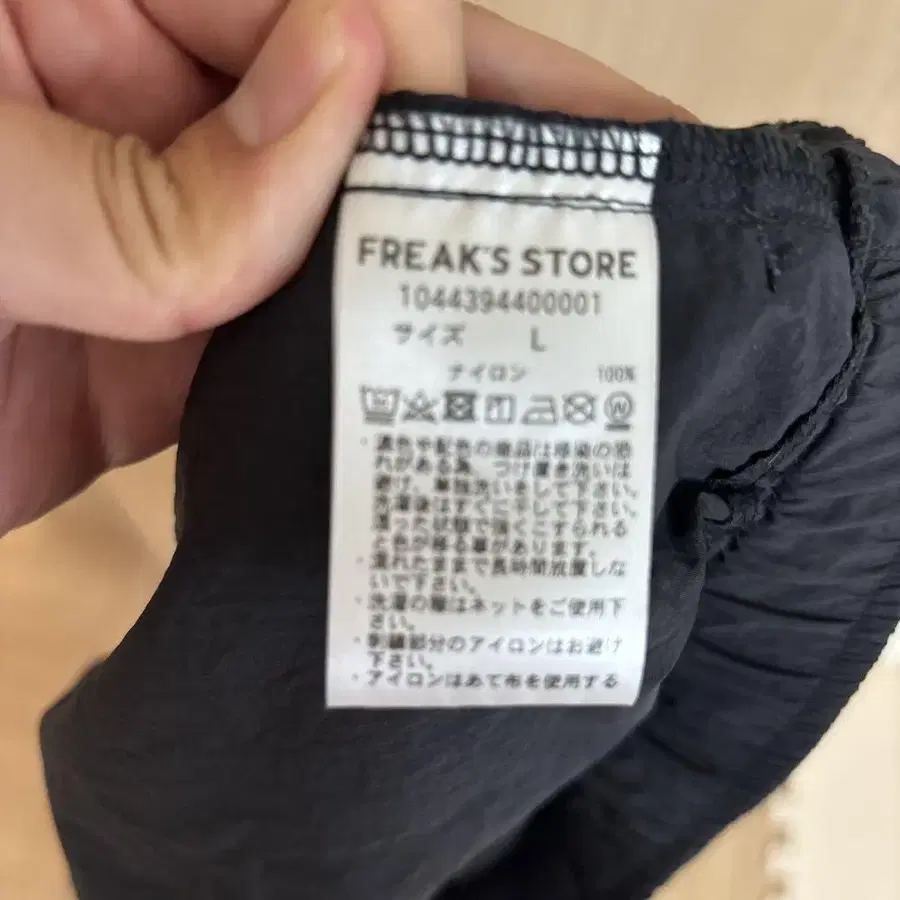 FREAK'S STORE
1044394400001
サイズ L
ナイロン 100%
W
・濃色や配色の商品は感染の恐
れがある為、つけ置き洗いは
避け、単独洗いをして下さい。
洗濯後はすぐに干して下さい。
湿った状態で強くこすられる
と色が移る事があります。
・濡れたままで長時間放置しな
いで下さい。
・洗濯の際はネットをご使用下
さい。
・刺繍部分のアイロンはお避け
下さい。
・アイロンはあて布を使用する